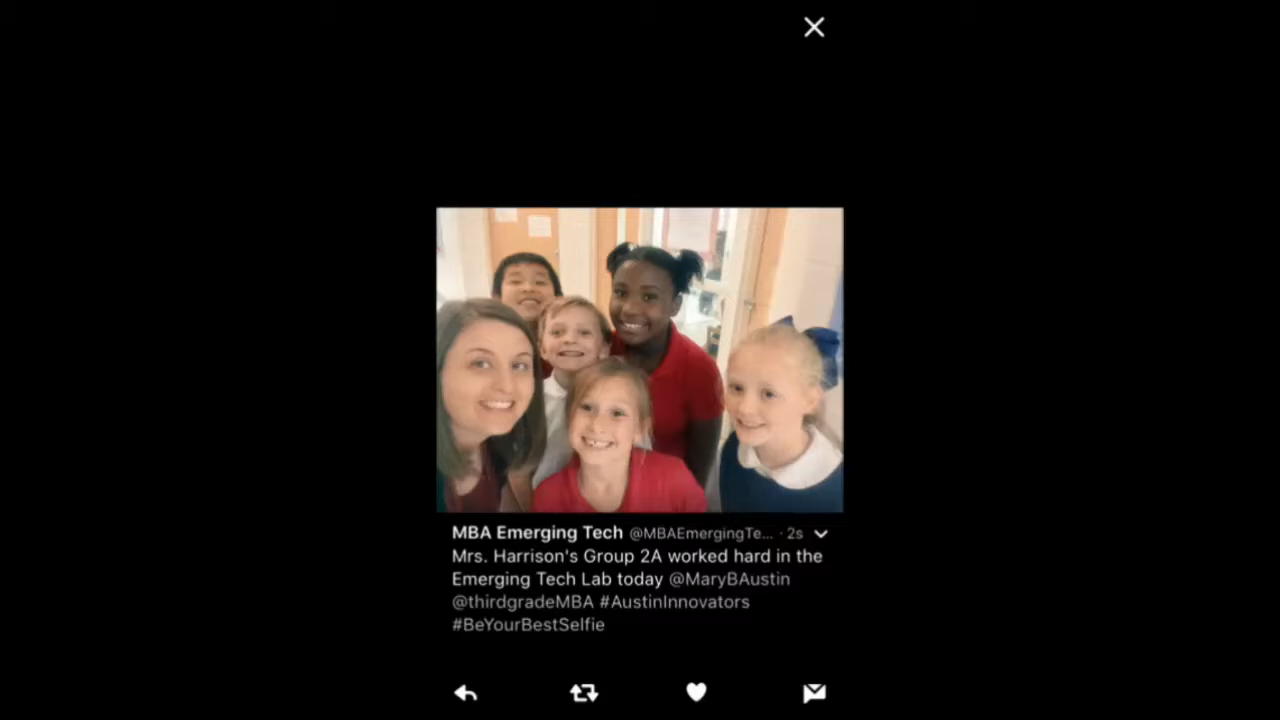 MBA Emerging Tech @MBAEmergingTe... · 2s
Mrs. Harrison's Group 2A worked hard in the
Emerging Tech Lab today @MaryBAustin
@thirdgradeMBA #AustinInnovators
#BeYourBestSelfie